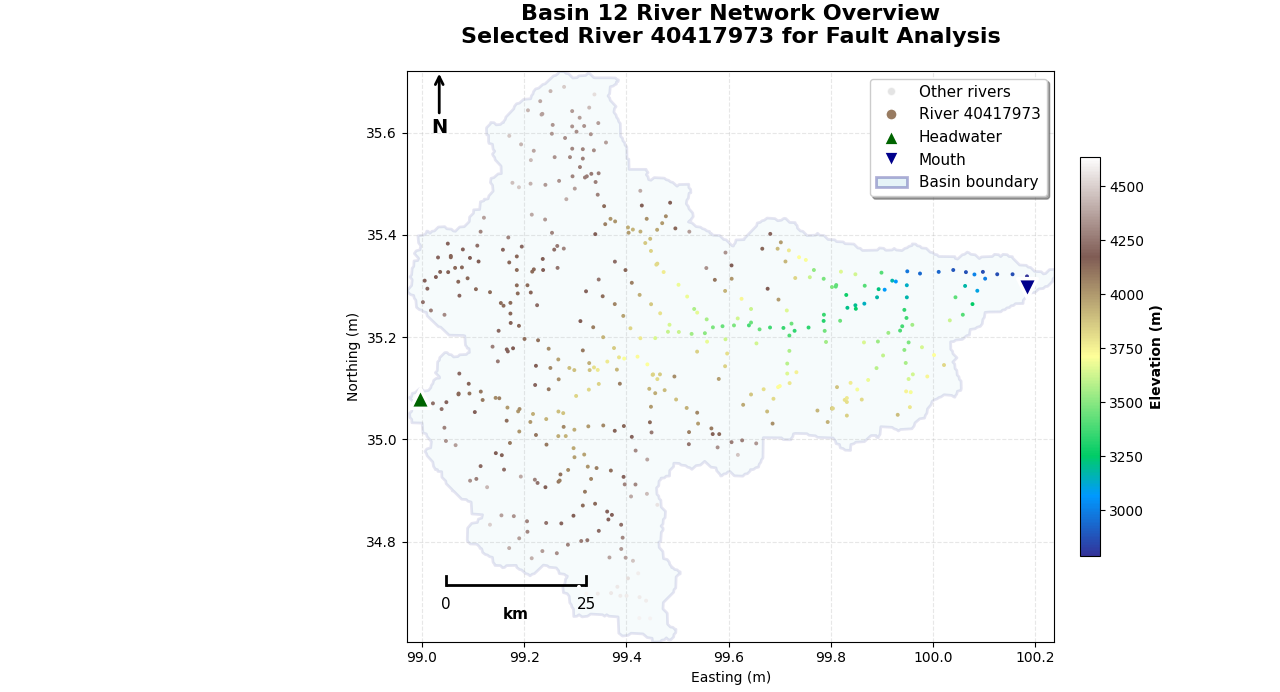 Basin 12 River Network Overview
Selected River 40417973 for Fault Analysis
N
Other rivers
River 40417973
Headwater
Mouth
Basin boundary
35.6
35.4
35.2
35.0
34.8
Northing (m)
0
25
km
99.0
99.2
99.4
99.6
99.8
100.0
100.2
Easting (m)
4500
4250
4000
3750
3500
3250
3000
Elevation (m)